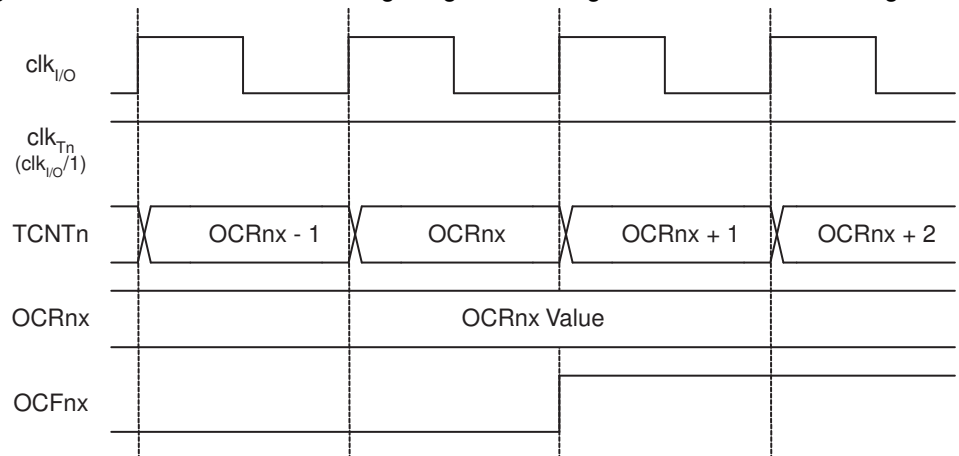 clkI/O
clkTn
(clkI/O/1)
TCNTn OCRnx - 1 OCRnx OCRnx + 1 OCRnx + 2
OCRnx OCRnx Value
OCFnx